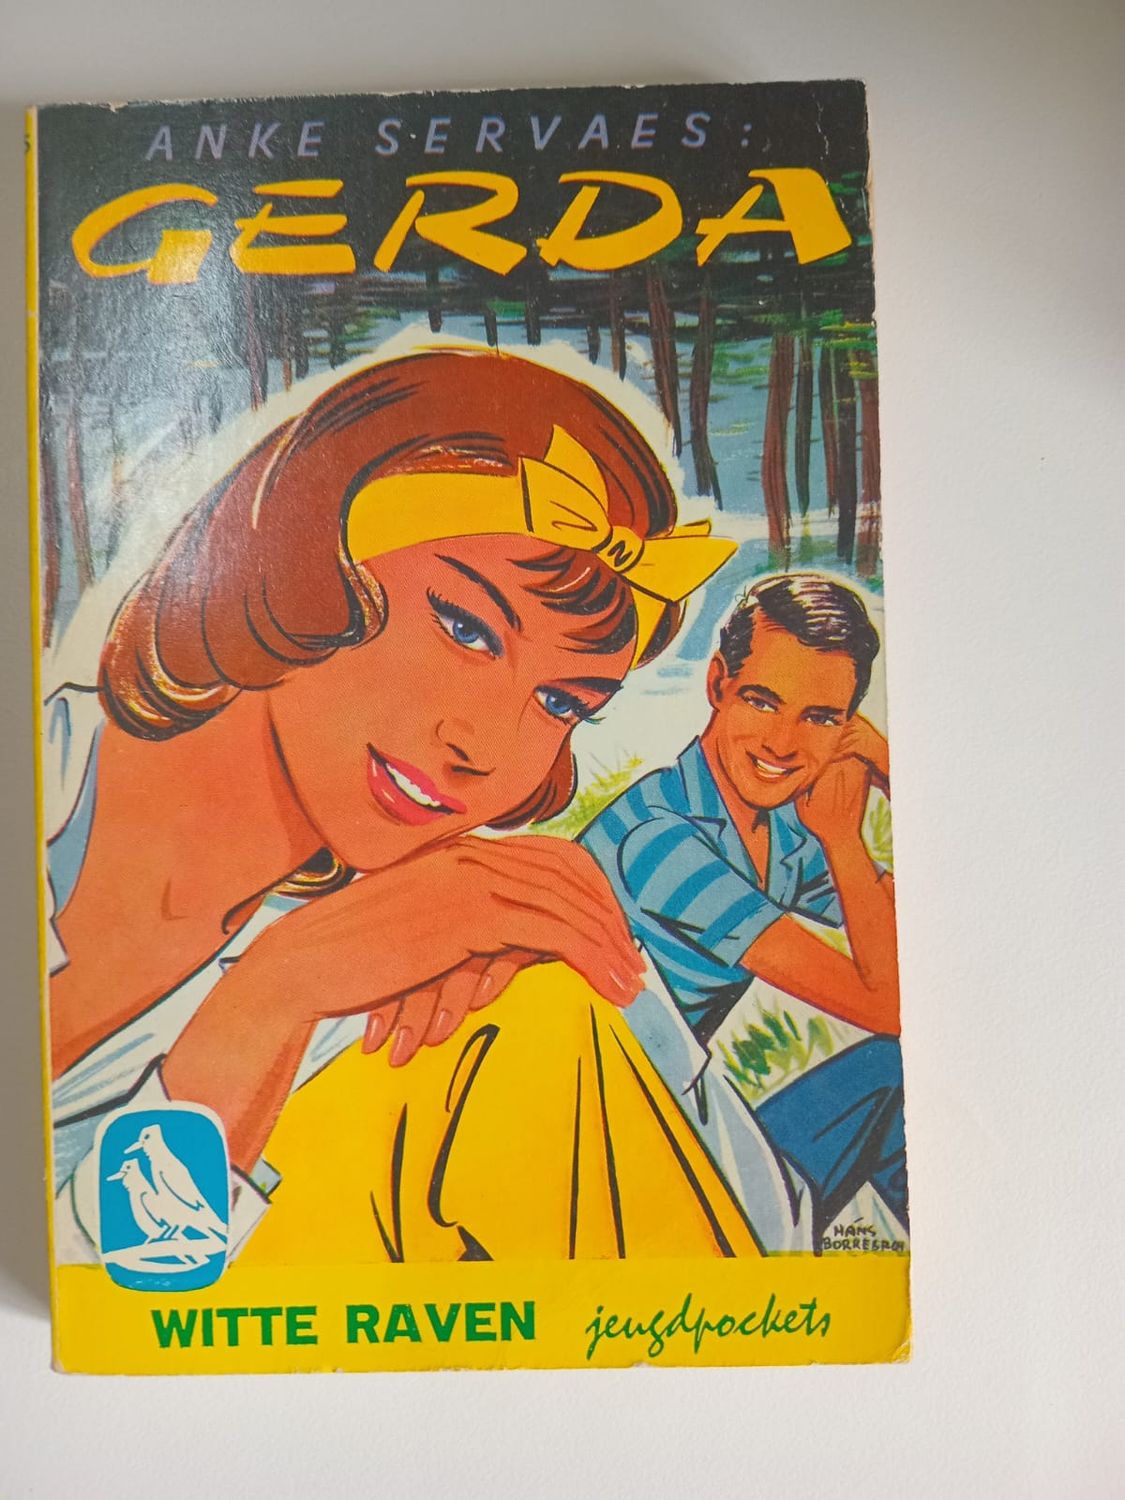 ANKE SERVAES:
GERDA
HANS
BORREBACH
WITTE RAVEN jeugdpockets